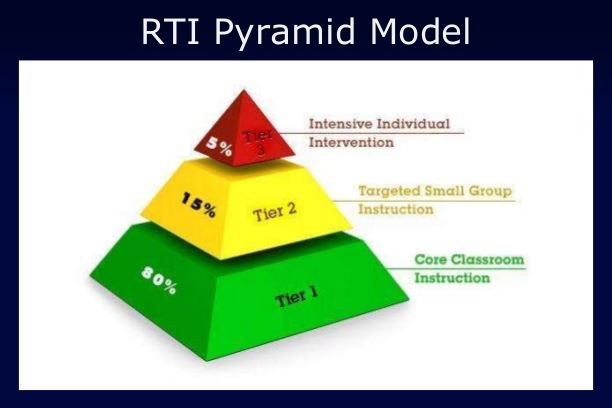 RTI Pyramid Model
5%
Tier
3
Intensive Individual
Intervention
15%
Tier 2
Targeted Small Group
Instruction
80%
Tier 1
Core Classroom
Instruction